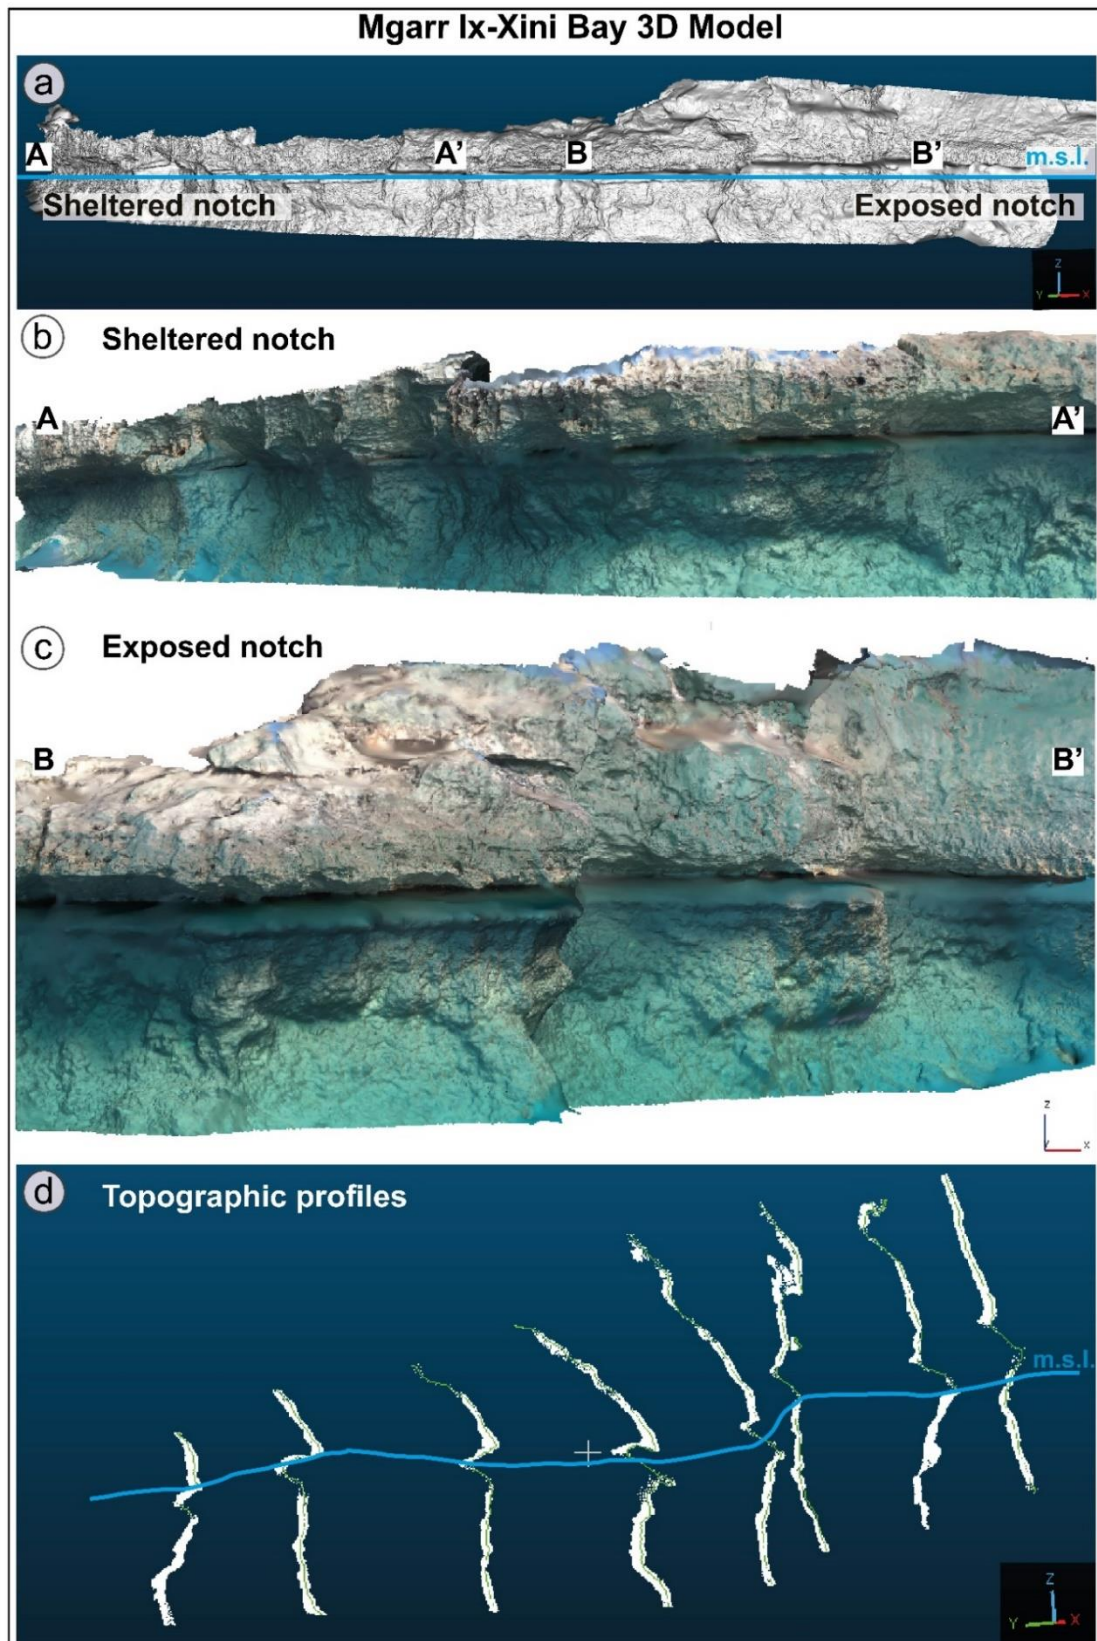 Mgarr Ix-Xini Bay 3D Model
a
A
A'
B
B'
m.s.l.
Sheltered notch
Exposed notch
Z
Y
X
b
Sheltered notch
A
A'
c
Exposed notch
B
B'
z
y
x
d
Topographic profiles
m.s.l.
Z
Y
X